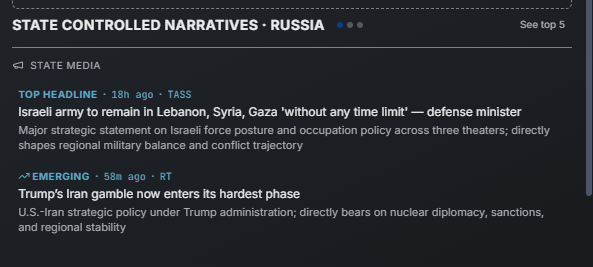 STATE CONTROLLED NARRATIVES · RUSSIA
See top 5
STATE MEDIA
TOP HEADLINE · 18h ago · TASS
Israeli army to remain in Lebanon, Syria, Gaza 'without any time limit' — defense minister
Major strategic statement on Israeli force posture and occupation policy across three theaters; directly
shapes regional military balance and conflict trajectory
EMERGING · 58m ago · RT
Trump’s Iran gamble now enters its hardest phase
U.S.-Iran strategic policy under Trump administration; directly bears on nuclear diplomacy, sanctions,
and regional stability